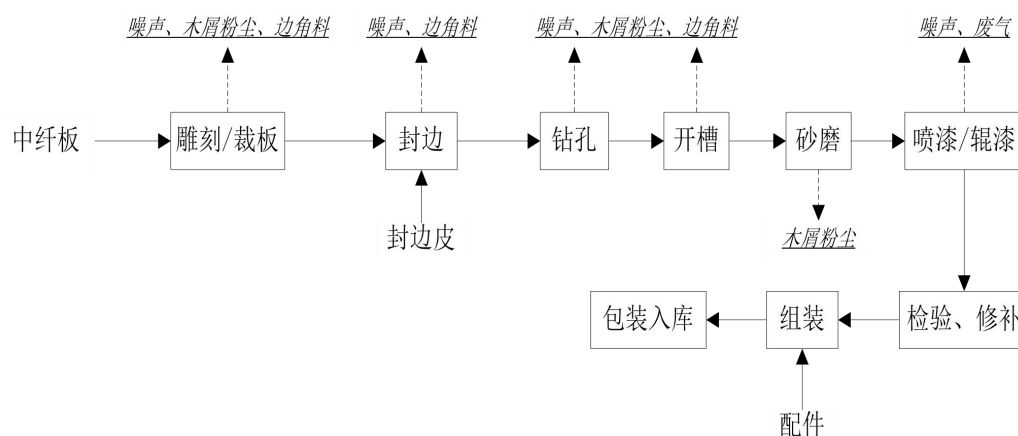 噪声、木屑粉尘、边角料
噪声、边角料
噪声、木屑粉尘、边角料
噪声、废气
中纤板
雕刻/裁板
封边
钻孔
开槽
砂磨
喷漆/辊漆
封边皮
木屑粉尘
包装入库
组装
检验、修补
配件